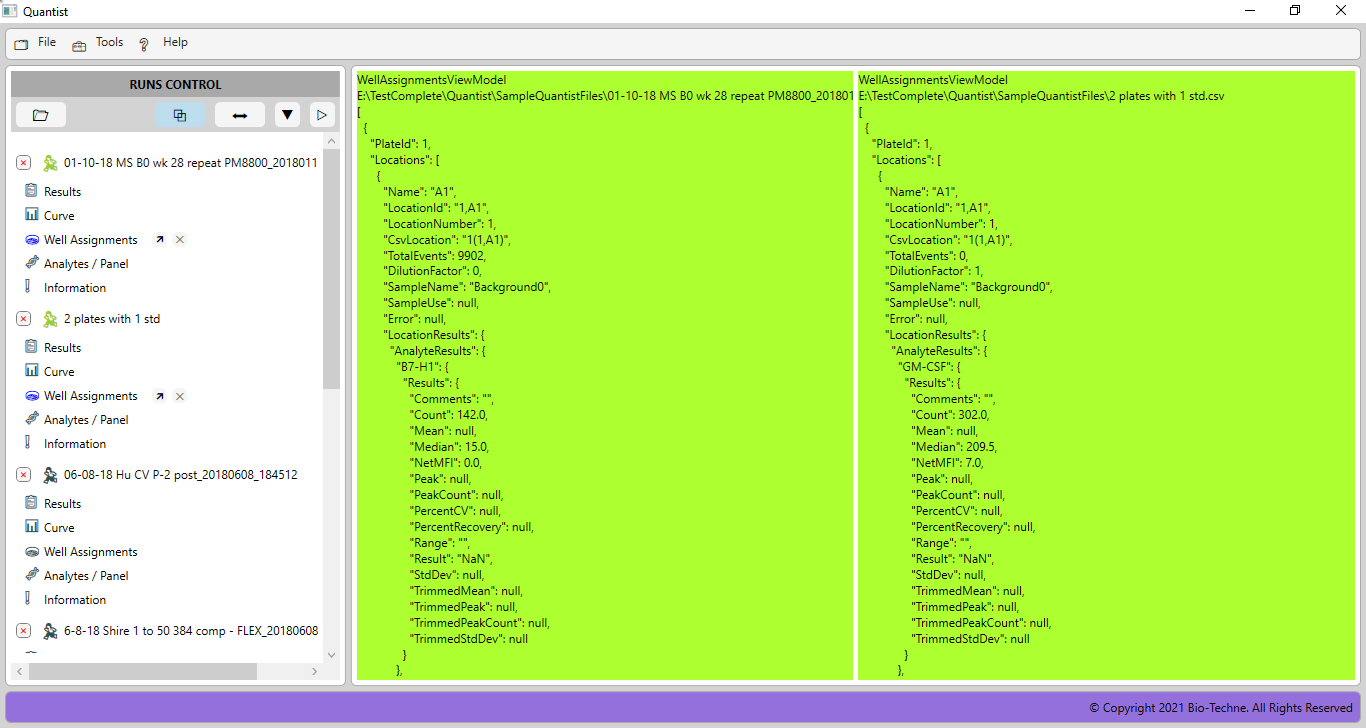 Quantist
File Tools Help
RUNS CONTROL
01-10-18 MS B0 wk 28 repeat PM8800_2018011
Results
Curve
Well Assignments
Analytes / Panel
Information
2 plates with 1 std
Results
Curve
Well Assignments
Analytes / Panel
Information
06-08-18 Hu CV P-2 post_20180608_184512
Results
Curve
Well Assignments
Analytes / Panel
Information
6-8-18 Shire 1 to 50 384 comp - FLEX_20180608
WellAssignmentsViewModel
E:\TestComplete\Quantist\SampleQuantistFiles\01-10-18 MS B0 wk 28 repeat PM8800_201801
[
{
"PlateId": 1,
"Locations": [
{
"Name": "A1",
"LocationId": "1,A1",
"LocationNumber": 1,
"CsvLocation": "1(1,A1)",
"TotalEvents": 9902,
"DilutionFactor": 0,
"SampleName": "Background0",
"SampleUse": null,
"Error": null,
"LocationResults": {
"AnalyteResults": {
"B7-H1": {
"Results": {
"Comments": "",
"Count": 142.0,
"Mean": null,
"Median": 15.0,
"NetMFI": 0.0,
"Peak": null,
"PeakCount": null,
"PercentCV": null,
"PercentRecovery": null,
"Range": "",
"Result": "NaN",
"StdDev": null,
"TrimmedMean": null,
"TrimmedPeak": null,
"TrimmedPeakCount": null,
"TrimmedStdDev": null
}
},
WellAssignmentsViewModel
E:\TestComplete\Quantist\SampleQuantistFiles\2 plates with 1 std.csv
[
{
"PlateId": 1,
"Locations": [
{
"Name": "A1",
"LocationId": "1,A1",
"LocationNumber": 1,
"CsvLocation": "1(1,A1)",
"TotalEvents": 0,
"DilutionFactor": 1,
"SampleName": "Background0",
"SampleUse": null,
"Error": null,
"LocationResults": {
"AnalyteResults": {
"GM-CSF": {
"Results": {
"Comments": "",
"Count": 302.0,
"Mean": null,
"Median": 209.5,
"NetMFI": 7.0,
"Peak": null,
"PeakCount": null,
"PercentCV": null,
"PercentRecovery": null,
"Range": "",
"Result": "NaN",
"StdDev": null,
"TrimmedMean": null,
"TrimmedPeak": null,
"TrimmedPeakCount": null,
"TrimmedStdDev": null
}
},
© Copyright 2021 Bio-Techne. All Rights Reserved